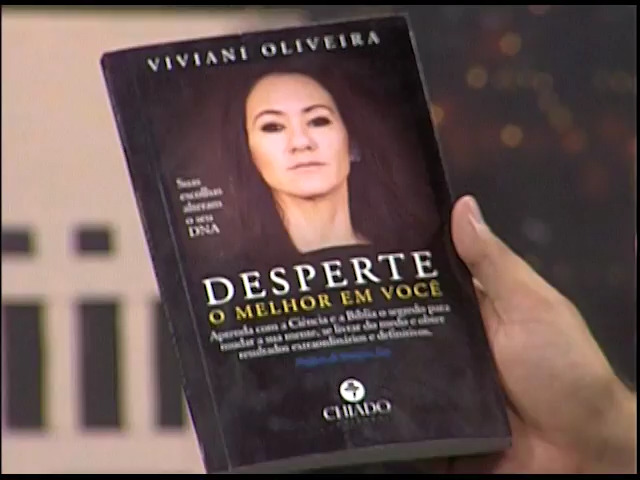 VIVIANI OLIVEIRA
Suas
escolhas
alteram
o seu
DNA
DESPERTE
O MELHOR EM VOCÊ
Aprenda com a Ciência e a Bíblia o segredo para
mudar a sua mente, se livrar do medo e obter
resultados extraordinários e definitivos.
CHIADO